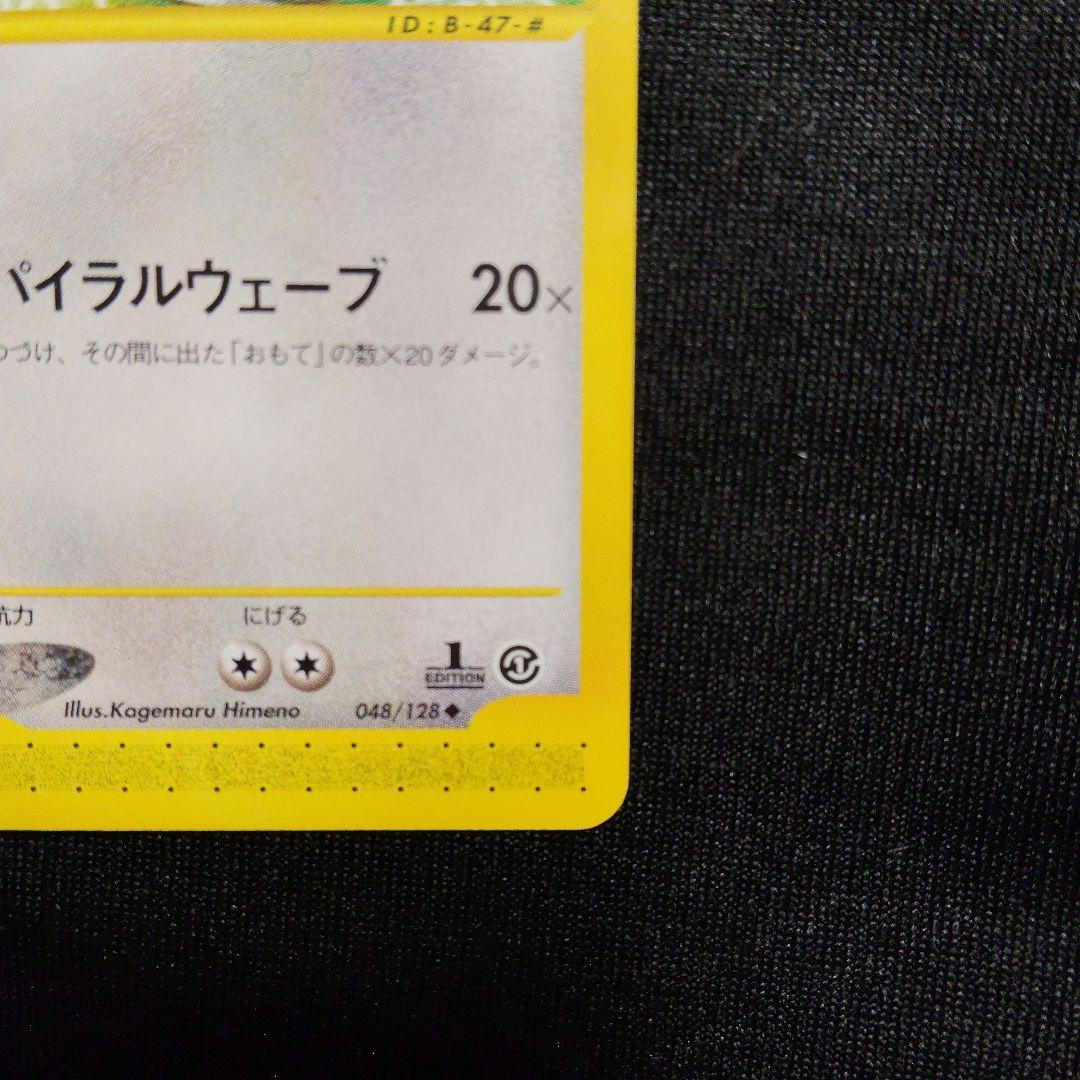 ID : B-47-#
パイラルウェーブ 20×
つづけ、その間に出た「おもて」の数×20ダメージ。
抗力 にげる
1 EDITION
Illus.Kagemaru Himeno 048/128◆